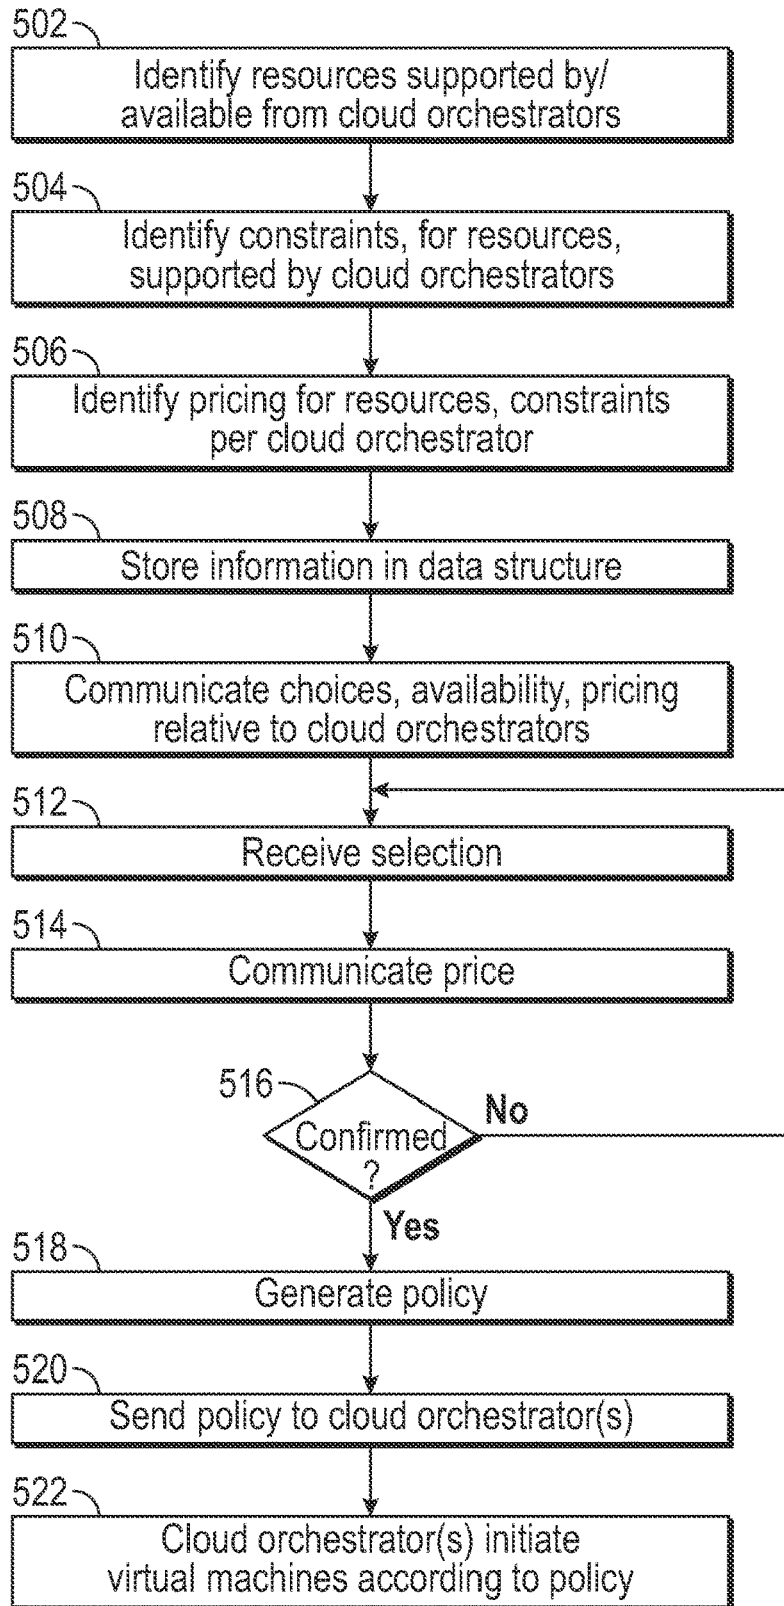 502
Identify resources supported by/
available from cloud orchestrators
504
Identify constraints, for resources,
supported by cloud orchestrators
506
Identify pricing for resources, constraints
per cloud orchestrator
508
Store information in data structure
510
Communicate choices, availability, pricing
relative to cloud orchestrators
512
Receive selection
514
Communicate price
516
Confirmed
?
No
Yes
518
Generate policy
520
Send policy to cloud orchestrator(s)
522
Cloud orchestrator(s) initiate
virtual machines according to policy